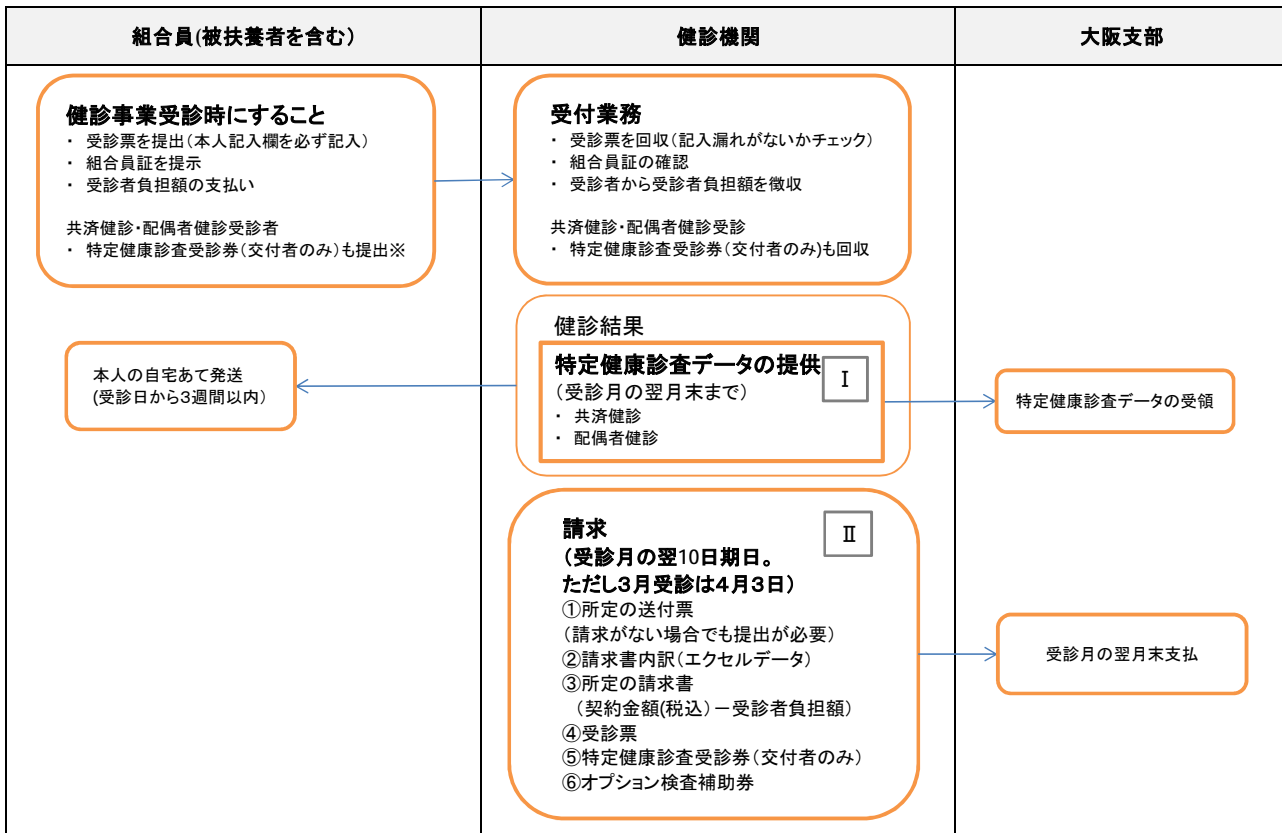 組合員(被扶養者を含む)
健診機関
大阪支部
健診事業受診時にすること
・ 受診票を提出(本人記入欄を必ず記入)
・ 組合員証を提示
・ 受診者負担額の支払い
共済健診・配偶者健診受診者
・ 特定健康診査受診券(交付者のみ)も提出※
受付業務
・ 受診票を回収(記入漏れがないかチェック)
・ 組合員証の確認
・ 受診者から受診者負担額を徴収
共済健診・配偶者健診受診
・ 特定健康診査受診券(交付者のみ)も回収
本人の自宅あて発送
(受診日から3週間以内)
健診結果
特定健康診査データの提供
Ⅰ
(受診月の翌月末まで)
・ 共済健診
・ 配偶者健診
特定健康診査データの受領
請求
Ⅱ
(受診月の翌10日期日。
ただし3月受診は4月3日)
①所定の送付票
(請求がない場合でも提出が必要)
②請求書内訳(エクセルデータ)
③所定の請求書
(契約金額(税込)-受診者負担額)
④受診票
⑤特定健康診査受診券(交付者のみ)
⑥オプション検査補助券
受診月の翌月末支払